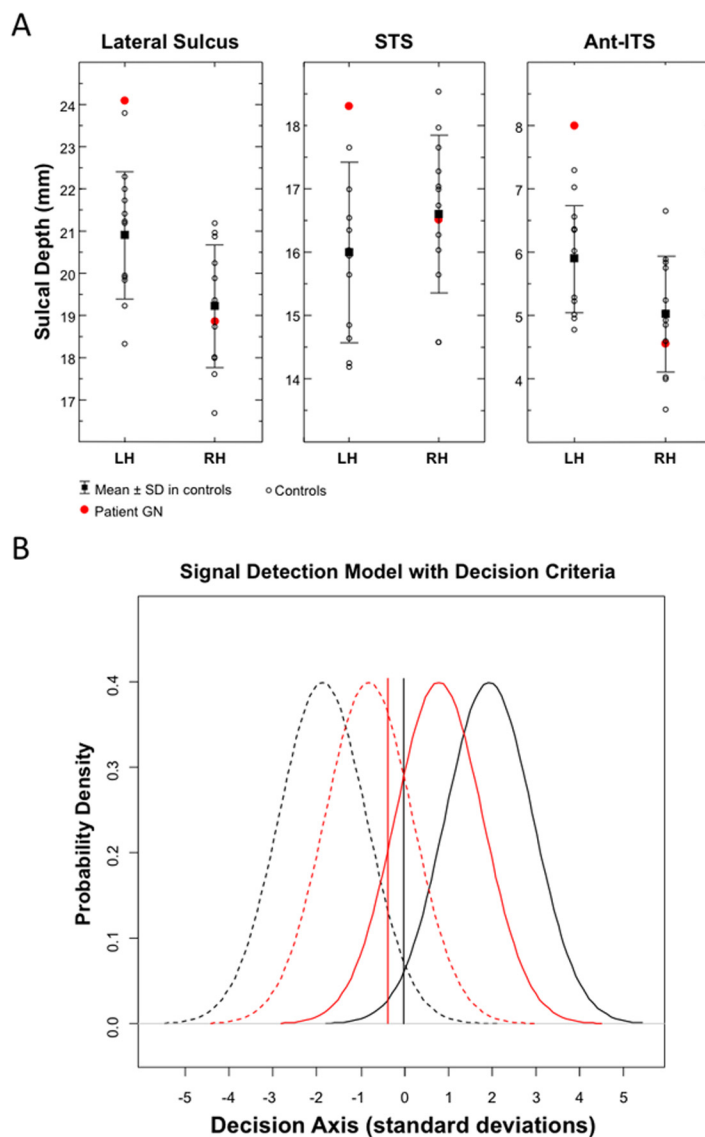 A
Lateral Sulcus
STS
Ant-ITS
Sulcal Depth (mm)
24
23
22
21
20
19
18
17
18
17
16
15
14
8
7
6
5
4
LH
RH
LH
RH
LH
RH
Mean ± SD in controls
Controls
Patient GN
B
Signal Detection Model with Decision Criteria
Probability Density
0.4
0.3
0.2
0.1
0.0
-5 -4 -3 -2 -1 0 1 2 3 4 5
Decision Axis (standard deviations)